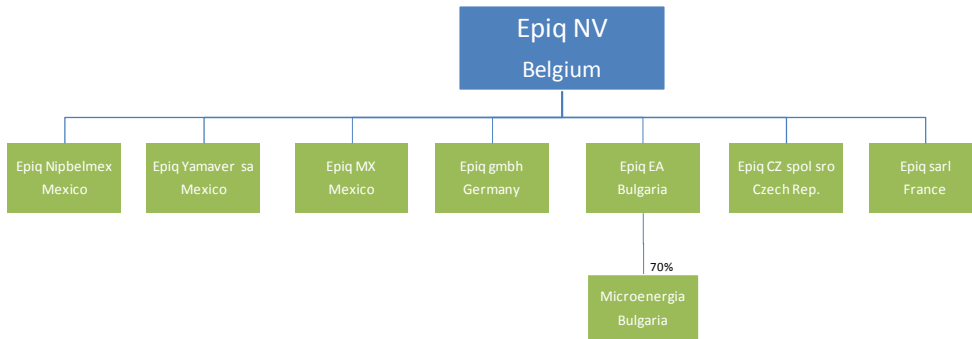 Epiq NV
Belgium
Epiq Nipbelmex
Mexico
Epiq Yamaver sa
Mexico
Epiq MX
Mexico
Epiq gmbh
Germany
Epiq EA
Bulgaria
Epiq CZ spol sro
Czech Rep.
Epiq sarl
France
70%
Microenergia
Bulgaria